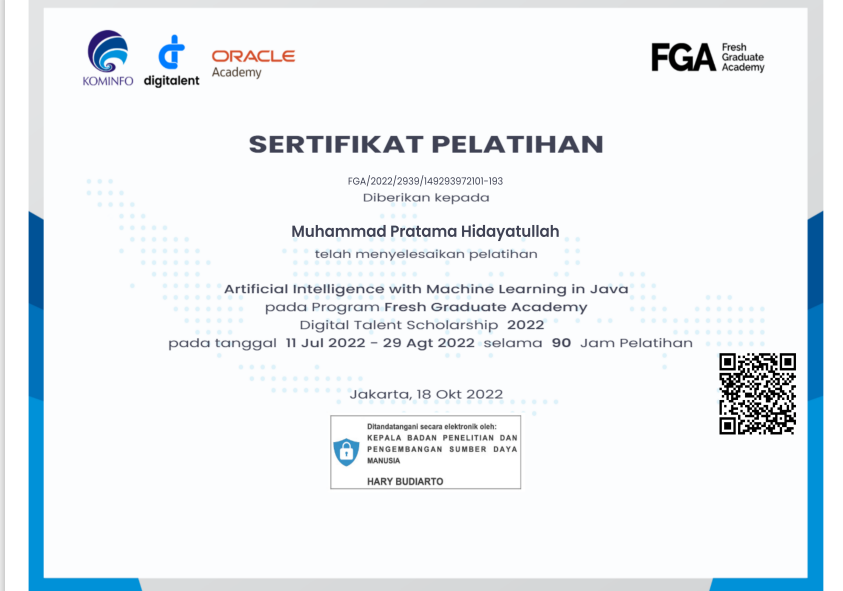 KOMINFO
digitalent
ORACLE
Academy
FGA Fresh Graduate Academy
SERTIFIKAT PELATIHAN
FGA/2022/2939/149293972101-193
Diberikan kepada
Muhammad Pratama Hidayatullah
telah menyelesaikan pelatihan
Artificial Intelligence with Machine Learning in Java
pada Program Fresh Graduate Academy
Digital Talent Scholarship 2022
pada tanggal 11 Jul 2022 - 29 Agt 2022 selama 90 Jam Pelatihan
Jakarta, 18 Okt 2022
Ditandatangani secara elektronik oleh:
KEPALA BADAN PENELITIAN DAN
PENGEMBANGAN SUMBER DAYA
MANUSIA
HARY BUDIARTO